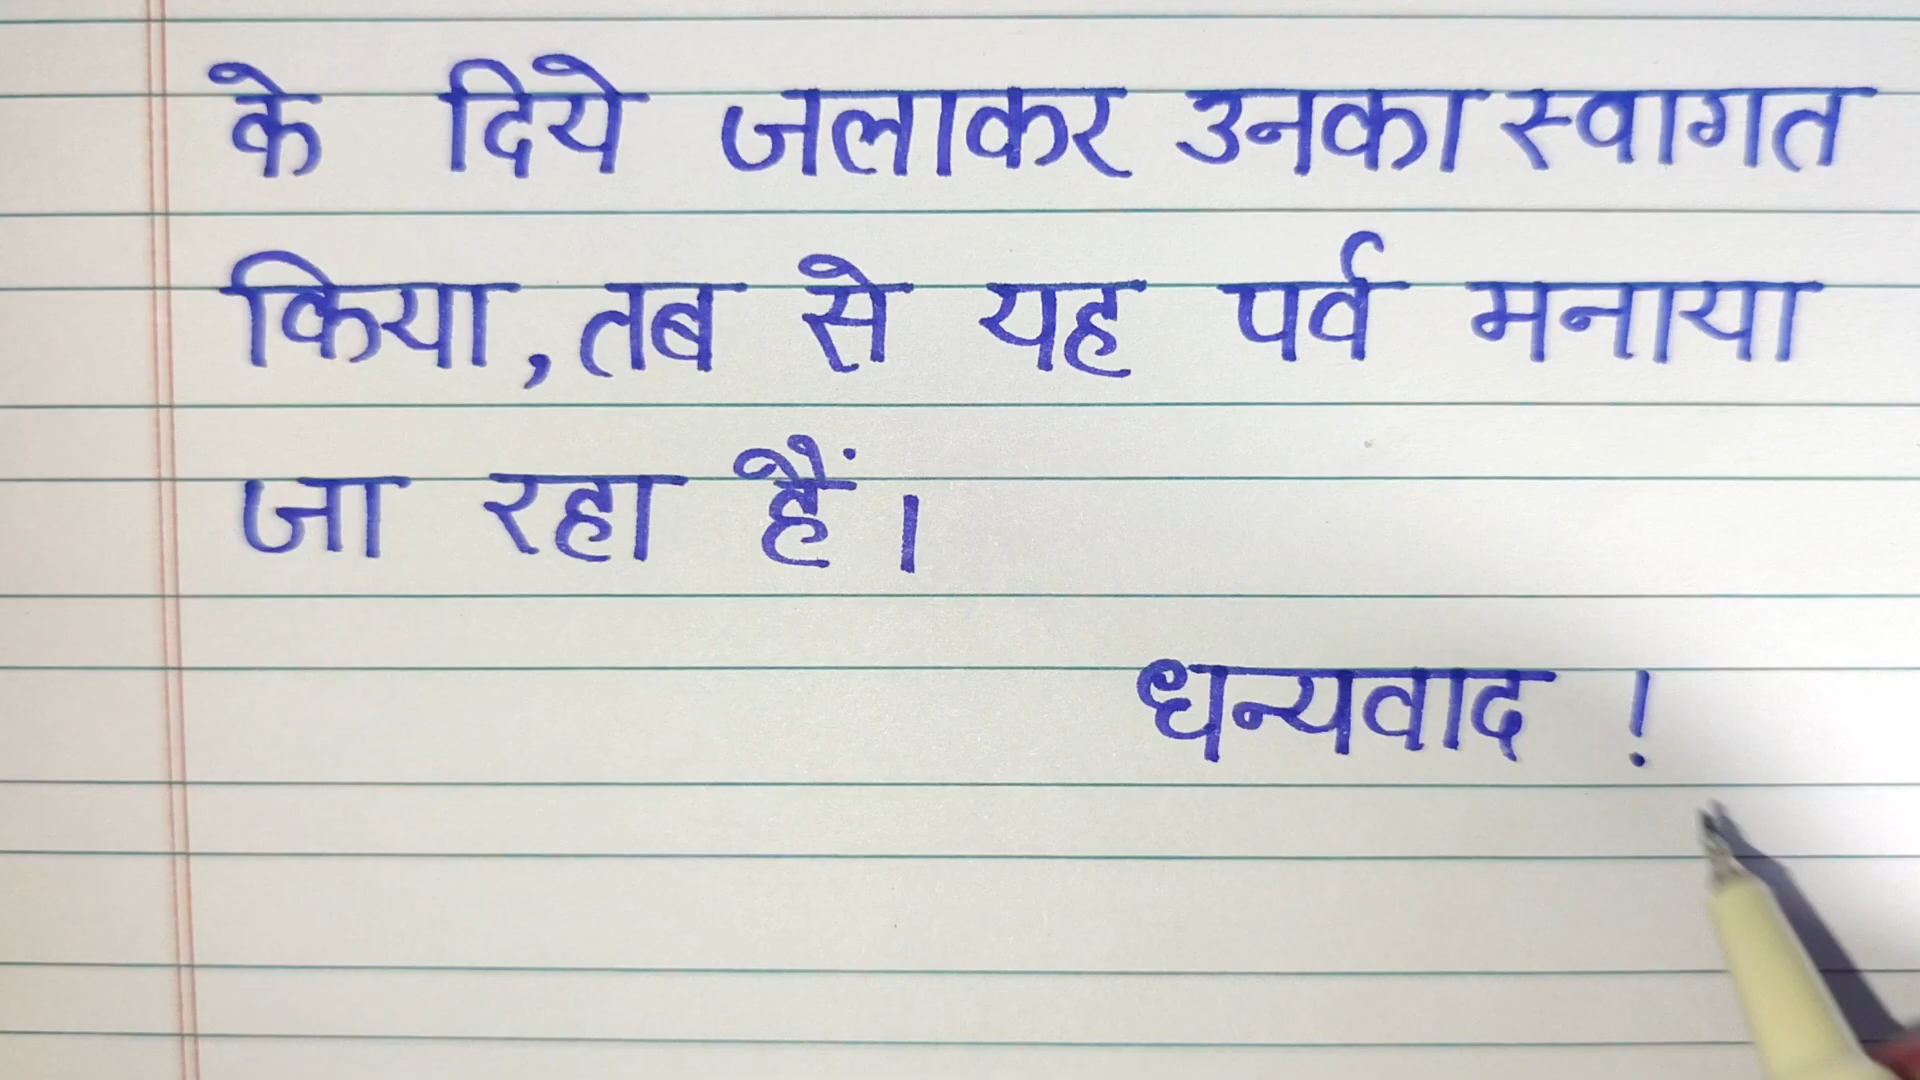 के दिये जलाकर उनका स्वागत
किया, तब से यह पर्व मनाया
जा रहा हैं।
धन्यवाद !